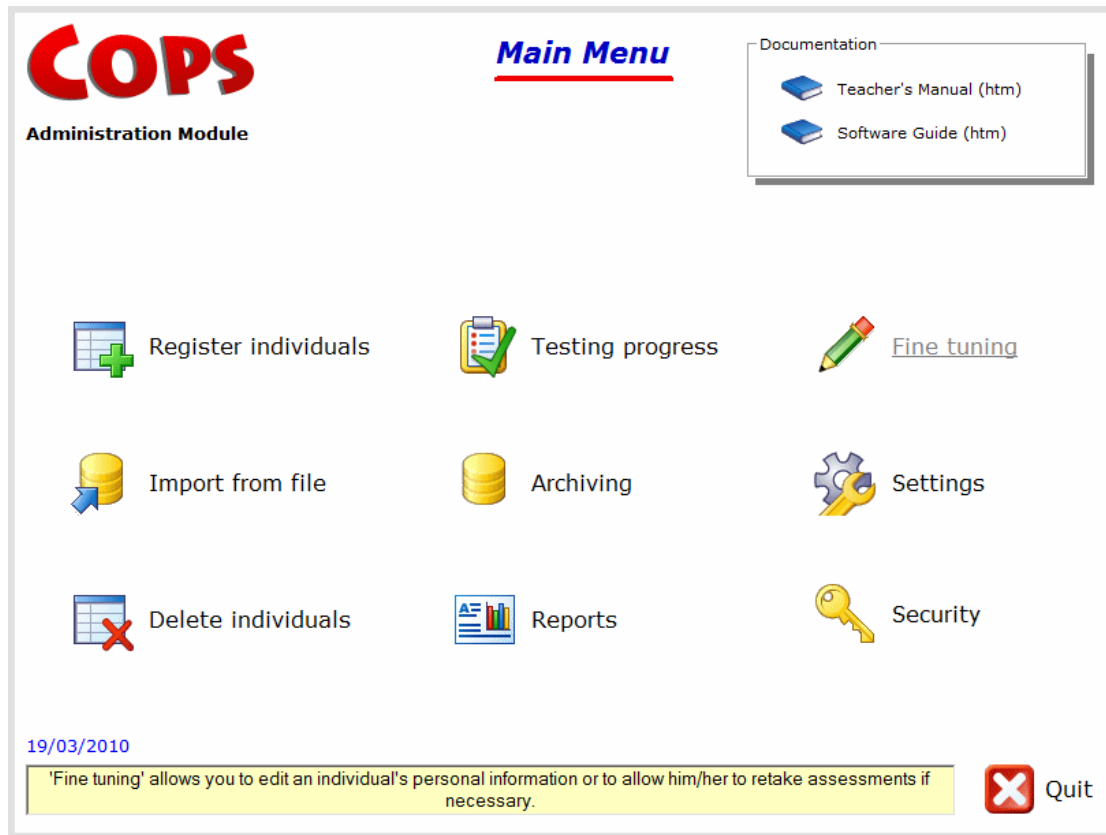 COPS
Main Menu
Documentation
Teacher's Manual (htm)
Software Guide (htm)
Administration Module
Register individuals
Testing progress
Fine tuning
Import from file
Archiving
Settings
Delete individuals
Reports
Security
19/03/2010
'Fine tuning' allows you to edit an individual's personal information or to allow him/her to retake assessments if
necessary.
Quit